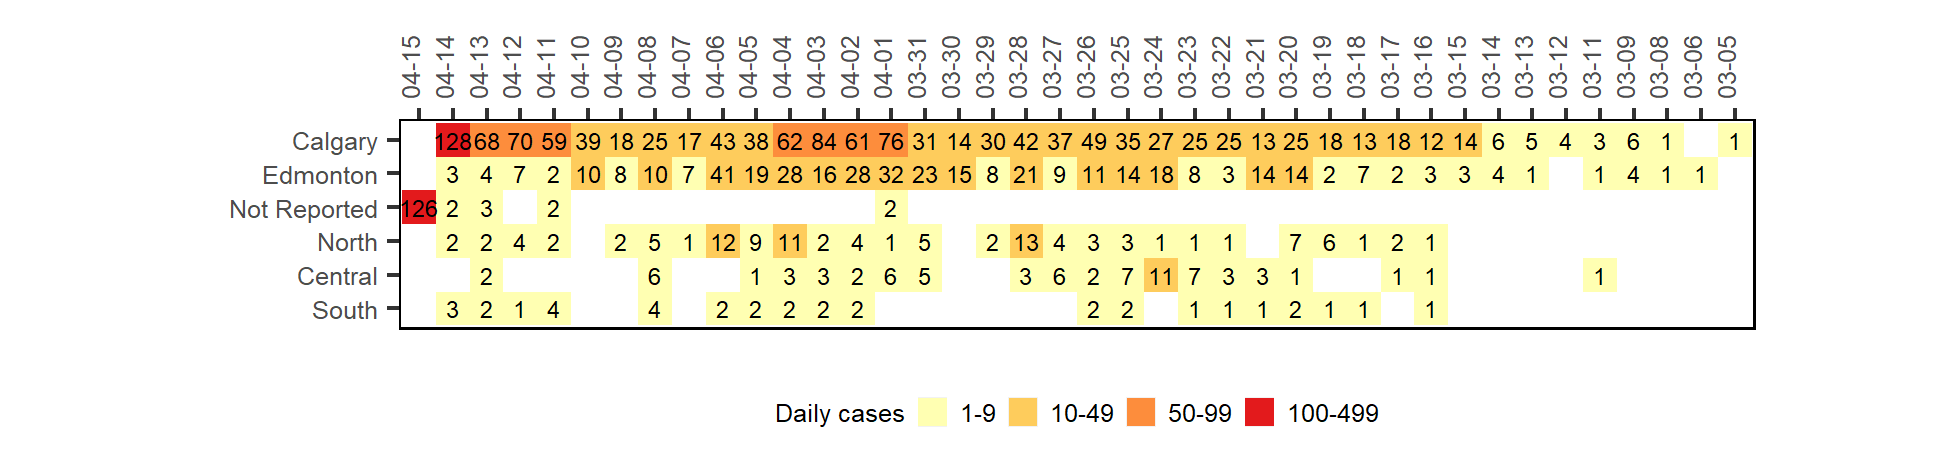 04-15 04-14 04-13 04-12 04-11 04-10 04-09 04-08 04-07 04-06 04-05 04-04 04-03 04-02 04-01 03-31 03-30 03-29 03-28 03-27 03-26 03-25 03-24 03-23 03-22 03-21 03-20 03-19 03-18 03-17 03-16 03-15 03-14 03-13 03-12 03-11 03-09 03-08 03-06 03-05
Calgary 128 68 70 59 39 18 25 17 43 38 62 84 61 76 31 14 30 42 37 49 35 27 25 25 13 25 18 13 18 12 14 6 5 4 3 6 1 1
Edmonton 3 4 7 2 10 8 10 7 41 19 28 16 28 32 23 15 8 21 9 11 14 18 8 3 14 14 2 7 2 3 3 4 1 1 4 1 1
Not Reported 126 2 3 2 2
North 2 2 4 2 2 5 1 12 9 11 2 4 1 5 2 13 4 3 3 1 1 1 7 6 1 2 1
Central 2 6 1 3 3 2 6 5 3 6 2 7 11 7 3 3 1 1 1 1
South 3 2 1 4 4 2 2 2 2 2 2 2 1 1 1 2 1 1 1
Daily cases 1-9 10-49 50-99 100-499